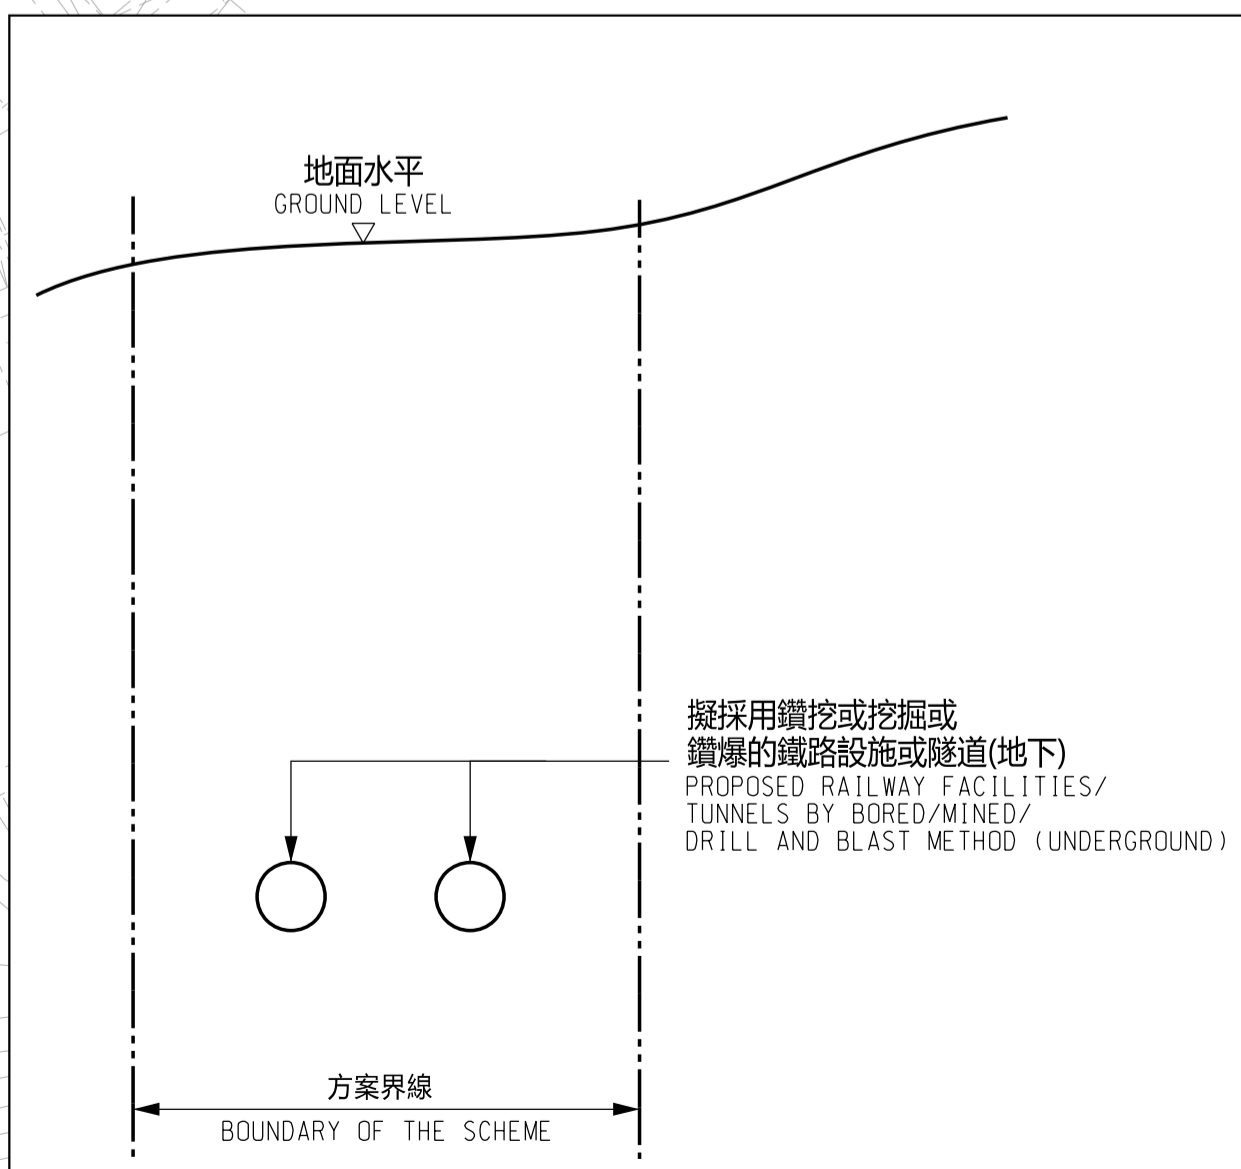 地面水平
GROUND LEVEL
擬採用鑽挖或挖掘或
鑽爆的鐵路設施或隧道(地下)
PROPOSED RAILWAY FACILITIES/
TUNNELS BY BORED/MINED/
DRILL AND BLAST METHOD (UNDERGROUND)
方案界線
BOUNDARY OF THE SCHEME